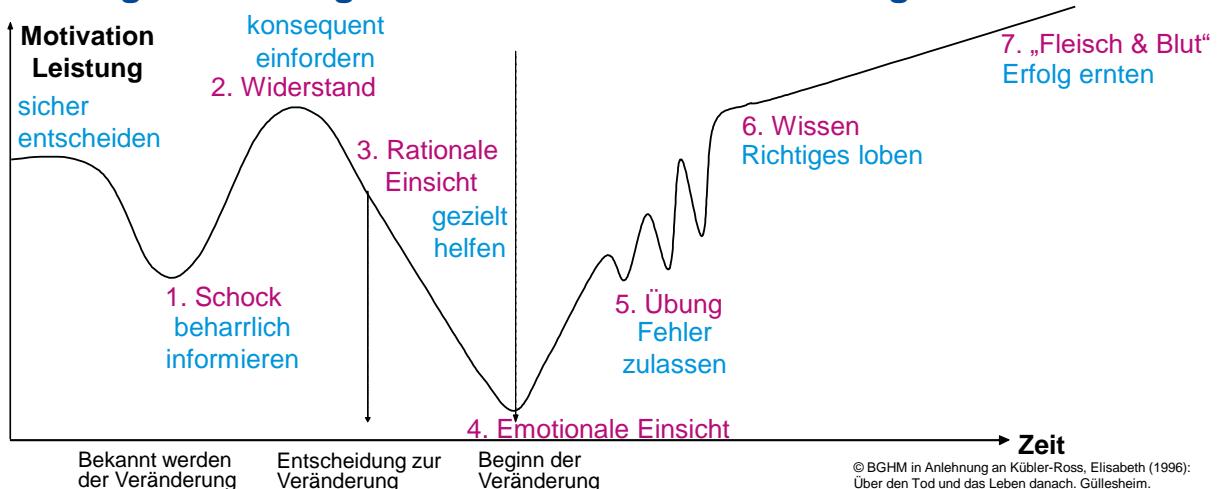 Motivation
Leistung
sicher
entscheiden
konsequent
einfordern
2. Widerstand
3. Rationale
Einsicht
gezielt
helfen
1. Schock
beharrlich
informieren
4. Emotionale Einsicht
5. Übung
Fehler
zulassen
6. Wissen
Richtiges loben
7. „Fleisch & Blut“
Erfolg ernten
Zeit
Bekannt werden
der Veränderung
Entscheidung zur
Veränderung
Beginn der
Veränderung
© BGHM in Anlehnung an Kübler-Ross, Elisabeth (1996):
Über den Tod und das Leben danach. Güllesheim.